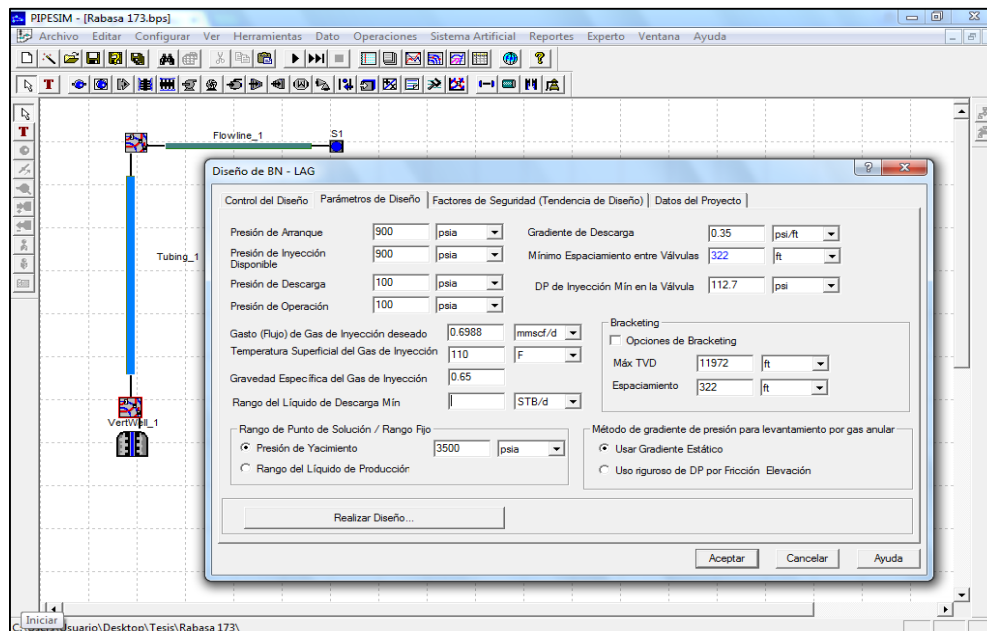 PIPESIM - [Rabasa 173.bps]
Archivo Editar Configurar Ver Herramientas Dato Operaciones Sistema Artificial Reportes Experto Ventana Ayuda
T
Flowline_1
S1
T
Tubing_1
VertWell_1
Diseño de BN - LAG
Control del Diseño
Parámetros de Diseño
Factores de Seguridad (Tendencia de Diseño)
Datos del Proyecto
Presión de Arranque 900 psia
Presión de Inyección Disponible 900 psia
Presión de Descarga 100 psia
Presión de Operación 100 psia
Gradiente de Descarga 0.35 psi/ft
Mínimo Espaciamiento entre Válvulas 322 ft
DP de Inyección Mín en la Válvula 112.7 psi
Gasto (Flujo) de Gas de Inyección deseado 0.6988 mmscf/d
Temperatura Superficial del Gas de Inyección 110 F
Gravedad Específica del Gas de Inyección 0.65
Rango del Líquido de Descarga Mín STB/d
Bracketing
Opciones de Bracketing
Máx TVD 11972 ft
Espaciamiento 322 ft
Rango de Punto de Solución / Rango Fijo
Presión de Yacimiento 3500 psia
Rango del Líquido de Producción
Método de gradiente de presión para levantamiento por gas anular
Usar Gradiente Estático
Uso riguroso de DP por Fricción Elevación
Realizar Diseño...
Aceptar
Cancelar
Ayuda
Iniciar
Usuario\Desktop\Tesis\Rabasa 173\